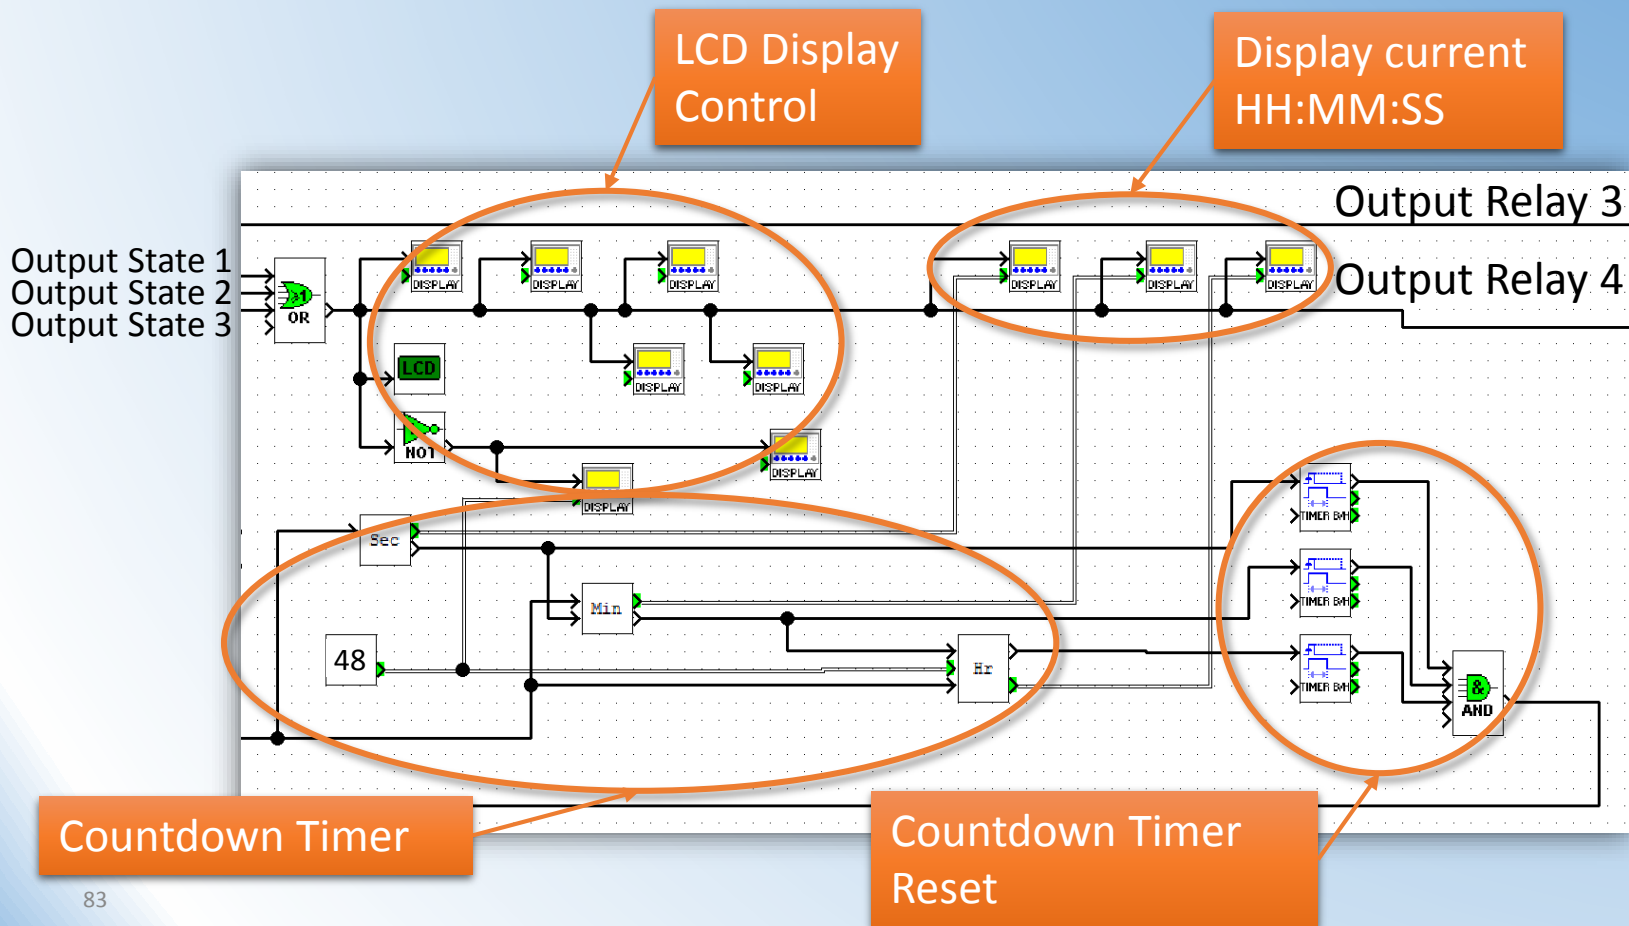 LCD Display
Control
Display current
HH:MM:SS
Output Relay 3
Output State 1
Output State 2
Output State 3
Output Relay 4
≥1
OR
DISPLAY
DISPLAY
DISPLAY
DISPLAY
DISPLAY
DISPLAY
LCD
DISPLAY
DISPLAY
NOT
DISPLAY
DISPLAY
Sec
Min
48
Hr
TIMER B/H
TIMER B/H
TIMER B/H
&
AND
Countdown Timer
Countdown Timer
Reset
83